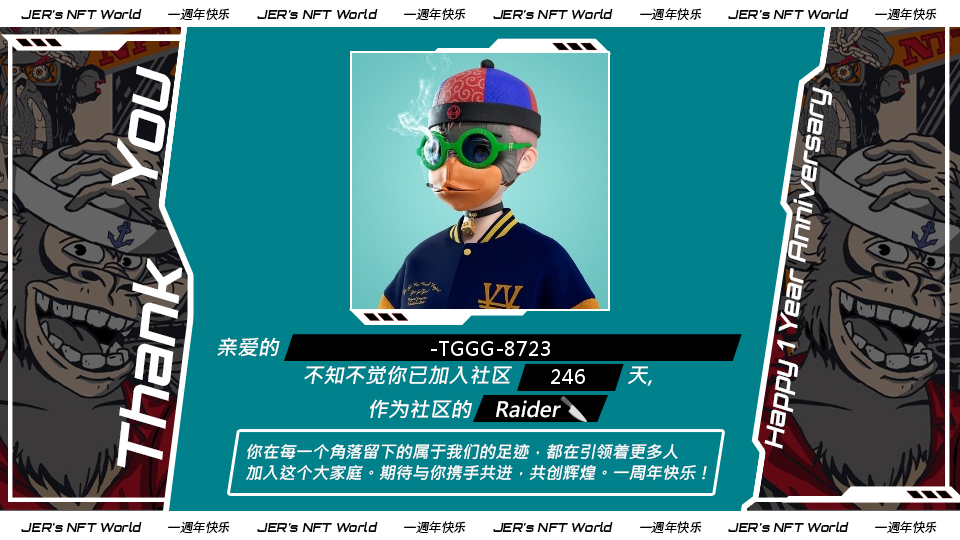 JER's NFT World 一週年快乐 JER's NFT World 一週年快乐 JER's NFT World 一週年快乐 JER's NFT World 一週年快乐
Thank You
Happy 1 Year Anniversary
亲爱的 -TGGG-8723
不知不觉你已加入社区 246 天,
作为社区的 Raider🔪
你在每一个角落留下的属于我们的足迹，都在引领着更多人
加入这个大家庭。期待与你携手共进，共创辉煌。一周年快乐！
JER's NFT World 一週年快乐 JER's NFT World 一週年快乐 JER's NFT World 一週年快乐 JER's NFT World 一週年快乐